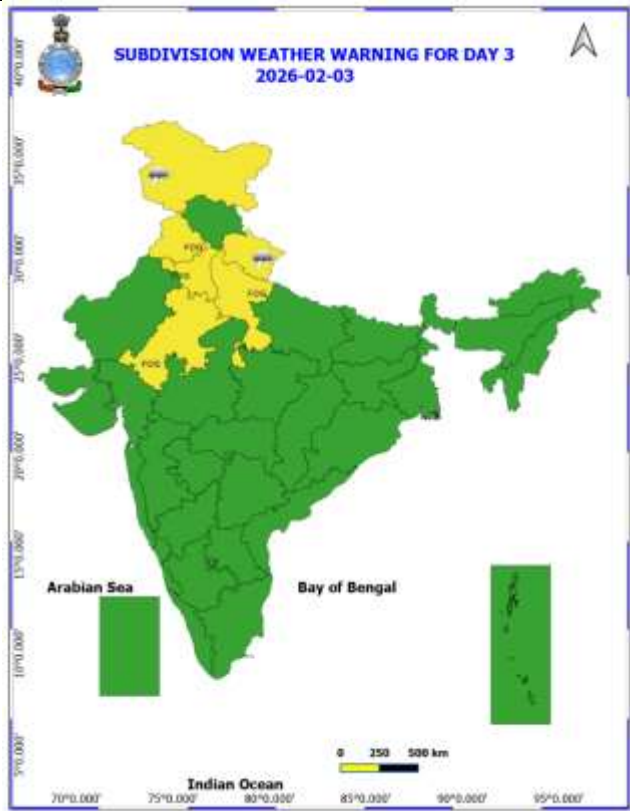 SUBDIVISION WEATHER WARNING FOR DAY 3
2026-02-03
40°0.000'
35°0.000'
30°0.000'
25°0.000'
20°0.000'
15°0.000'
10°0.000'
5°0.000'
FOG
FOG
FOG
Arabian Sea
Bay of Bengal
0 250 500 km
Indian Ocean
70°0.000' 75°0.000' 80°0.000' 85°0.000' 90°0.000' 95°0.000'